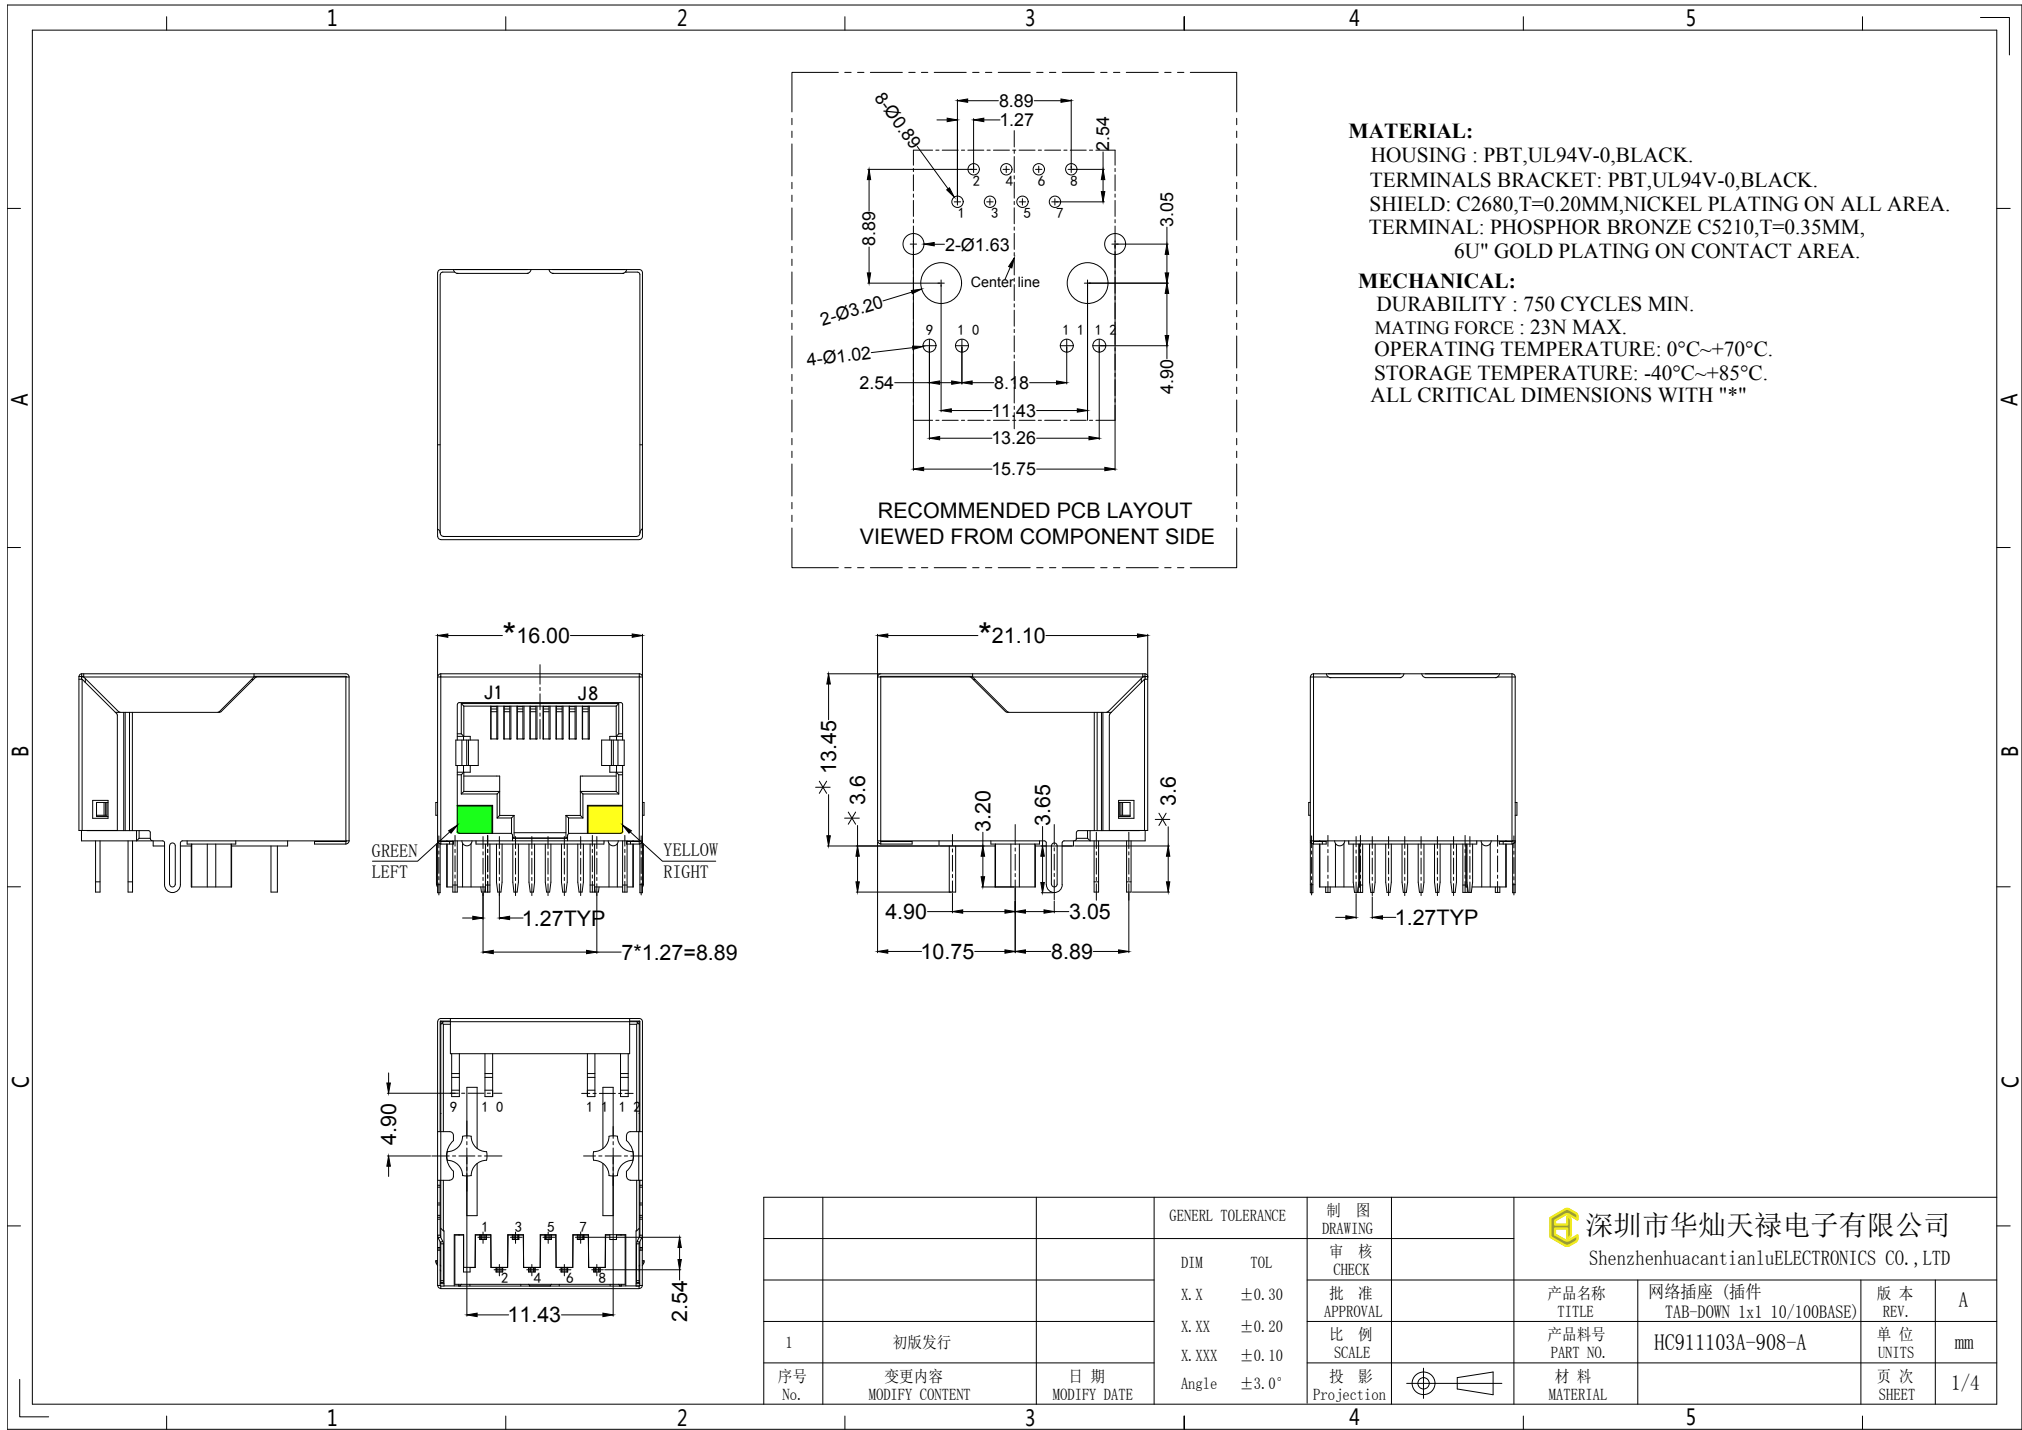 1 2 3 4 5
A B C
A B C
1 2 3 4 5
8-Ø0.89
8.89
1.27
2.54
2 4 6 8
1 3 5 7
8.89
3.05
2-Ø1.63
Center line
2-Ø3.20
9 10 11 12
4-Ø1.02
2.54
8.18
4.90
11.43
13.26
15.75
RECOMMENDED PCB LAYOUT
VIEWED FROM COMPONENT SIDE
MATERIAL:
HOUSING : PBT,UL94V-0,BLACK.
TERMINALS BRACKET: PBT,UL94V-0,BLACK.
SHIELD: C2680,T=0.20MM,NICKEL PLATING ON ALL AREA.
TERMINAL: PHOSPHOR BRONZE C5210,T=0.35MM,
6U" GOLD PLATING ON CONTACT AREA.
MECHANICAL:
DURABILITY : 750 CYCLES MIN.
MATING FORCE : 23N MAX.
OPERATING TEMPERATURE: 0°C~+70°C.
STORAGE TEMPERATURE: -40°C~+85°C.
ALL CRITICAL DIMENSIONS WITH "*"
*16.00
J1 J8
GREEN
LEFT
YELLOW
RIGHT
1.27TYP
7*1.27=8.89
*21.10
* 13.45
* 3.6
3.20
3.65
* 3.6
4.90
3.05
10.75
8.89
1.27TYP
4.90
9 10 11 12
1 3 5 7
2 4 6 8
11.43
2.54
1 初版发行
序号 变更内容 日 期
No. MODIFY CONTENT MODIFY DATE
GENERL TOLERANCE
DIM TOL
X.X ±0.30
X.XX ±0.20
X.XXX ±0.10
Angle ±3.0°
制 图
DRAWING
审 核
CHECK
批 准
APPROVAL
比 例
SCALE
投 影
Projection
深圳市华灿天禄电子有限公司
ShenzhenhuacantianluELECTRONICS CO.,LTD
产品名称
TITLE
网络插座 (插件
TAB-DOWN 1x1 10/100BASE)
版 本
REV.
A
产品料号
PART NO.
HC911103A-908-A
单 位
UNITS
mm
材 料
MATERIAL
页 次
SHEET
1/4